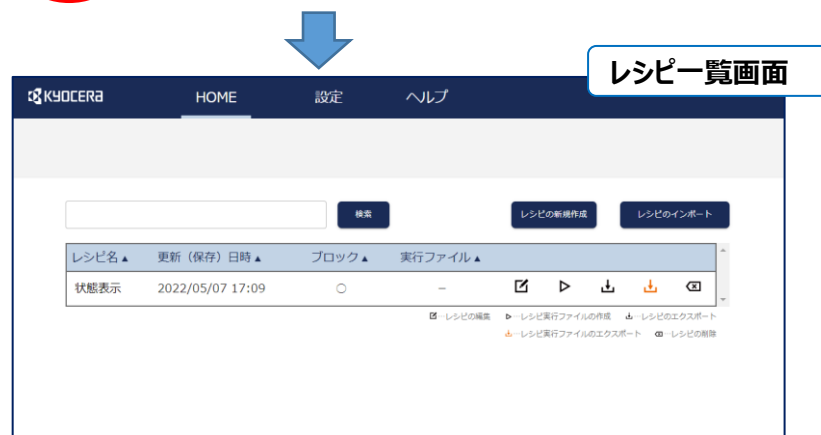 レシピ一覧画面
KYOCERA HOME 設定 ヘルプ
検索 レシピの新規作成 レシピのインポート
レシピ名▲ 更新（保存）日時▲ ブロック▲ 実行ファイル▲
状態表示 2022/05/07 17:09 ○ －
…レシピの編集 …レシピ実行ファイルの作成 …レシピのエクスポート
…レシピ実行ファイルのエクスポート …レシピの削除